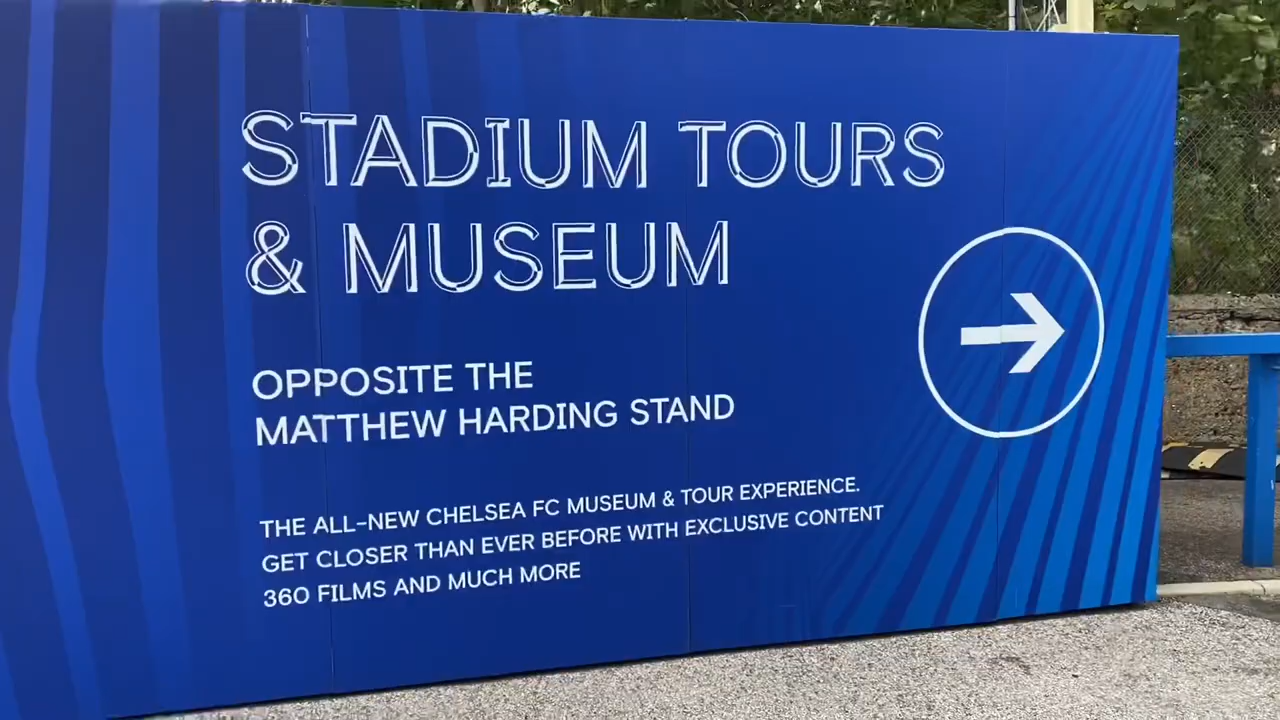 STADIUM TOURS
& MUSEUM
OPPOSITE THE
MATTHEW HARDING STAND
THE ALL-NEW CHELSEA FC MUSEUM & TOUR EXPERIENCE.
GET CLOSER THAN EVER BEFORE WITH EXCLUSIVE CONTENT
360 FILMS AND MUCH MORE